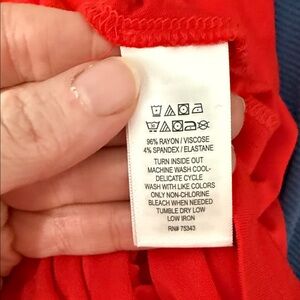 96% RAYON / VISCOSE
4% SPANDEX / ELASTANE
TURN INSIDE OUT
MACHINE WASH COOL-
DELICATE CYCLE
WASH WITH LIKE COLORS
ONLY NON-CHLORINE
BLEACH WHEN NEEDED
TUMBLE DRY LOW
LOW IRON
RN# 75343